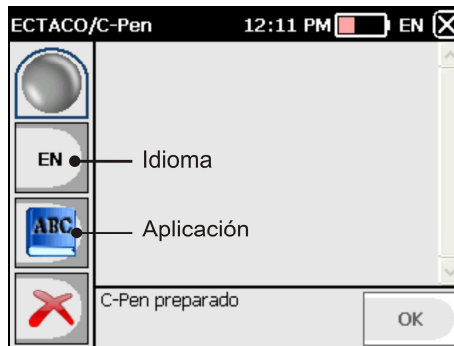 ECTACO/C-Pen 12:11 PM EN
EN Idioma
ABC Aplicación
C-Pen preparado
OK